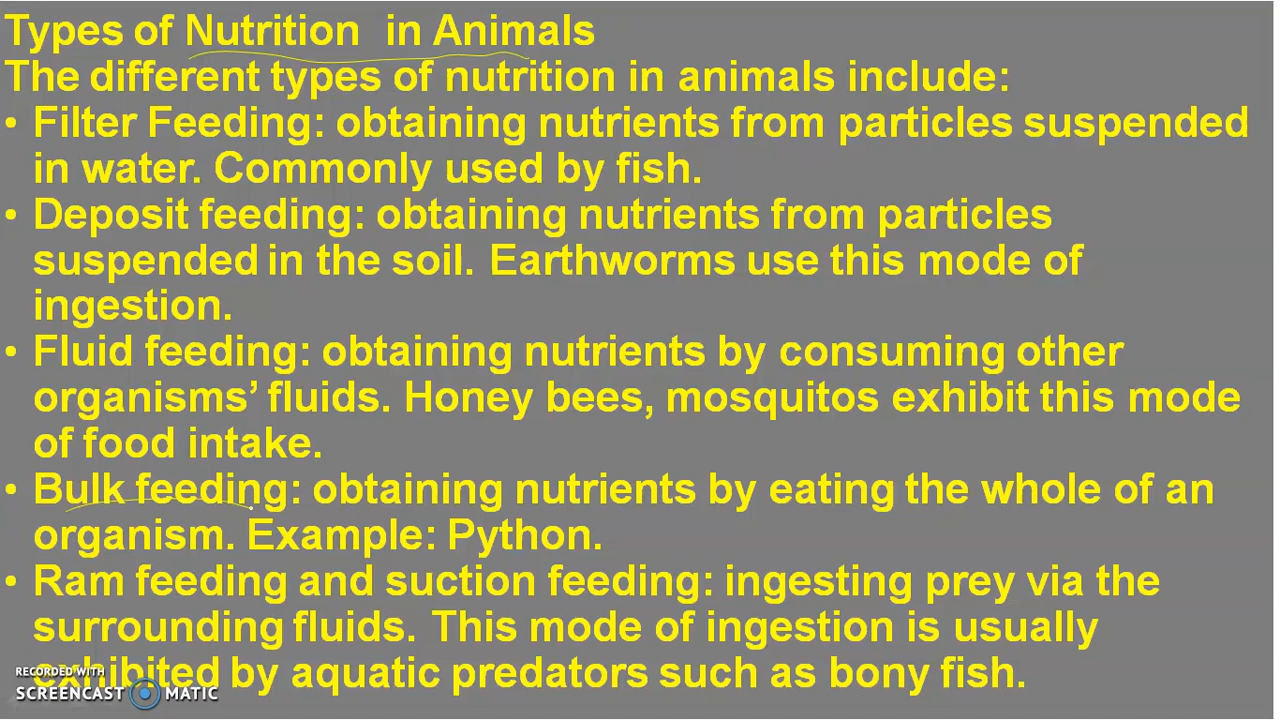 Types of Nutrition in Animals
The different types of nutrition in animals include:
• Filter Feeding: obtaining nutrients from particles suspended
in water. Commonly used by fish.
• Deposit feeding: obtaining nutrients from particles
suspended in the soil. Earthworms use this mode of
ingestion.
• Fluid feeding: obtaining nutrients by consuming other
organisms’ fluids. Honey bees, mosquitos exhibit this mode
of food intake.
• Bulk feeding: obtaining nutrients by eating the whole of an
organism. Example: Python.
• Ram feeding and suction feeding: ingesting prey via the
surrounding fluids. This mode of ingestion is usually
exhibited by aquatic predators such as bony fish.
RECORDED WITH
SCREENCAST MATIC